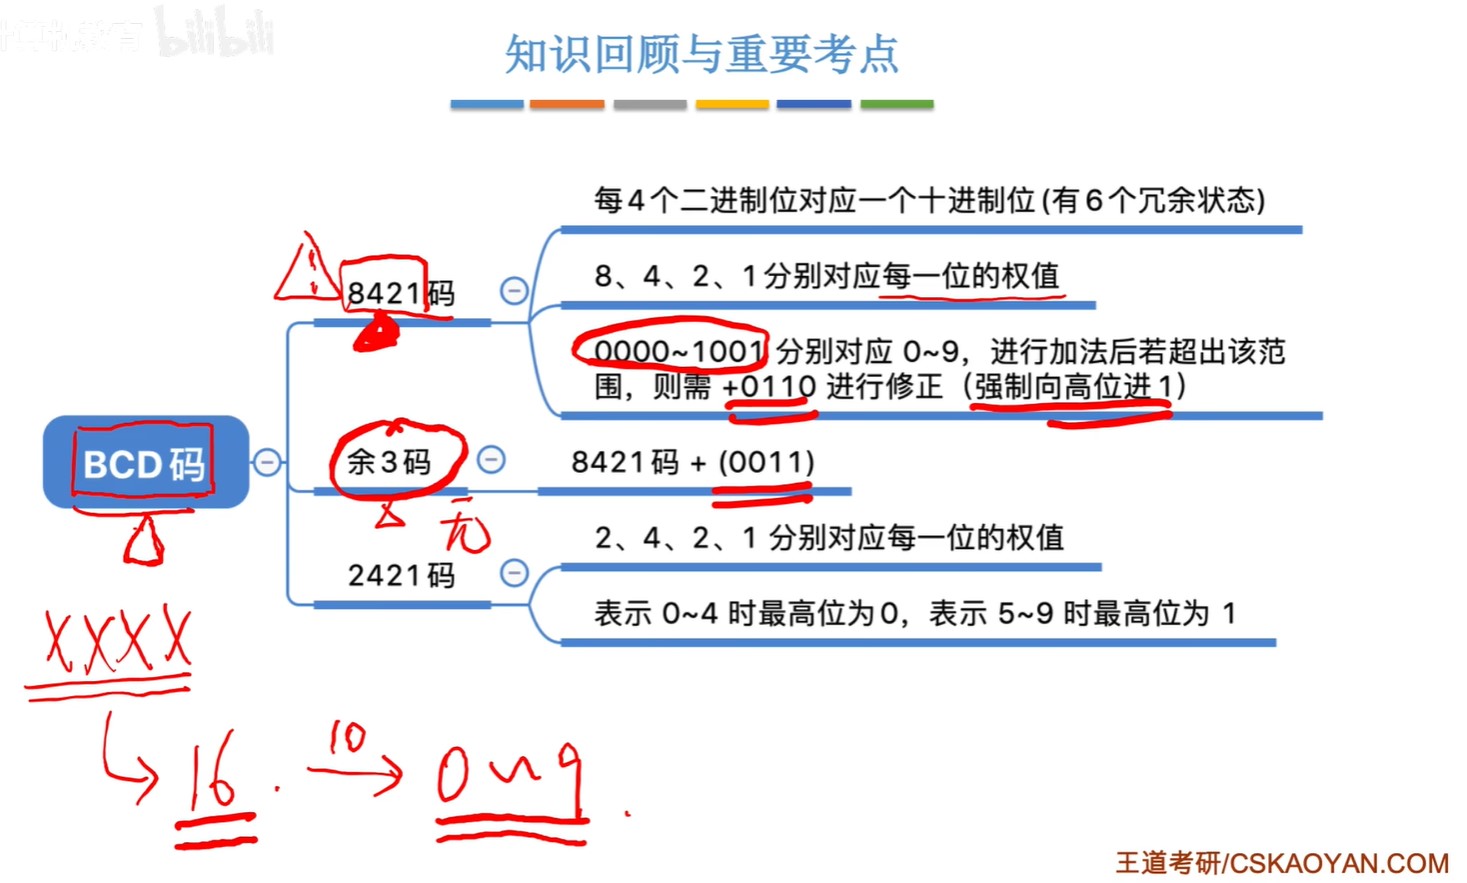 bilibili
知识回顾与重要考点
每4个二进制位对应一个十进制位(有6个冗余状态)
8421码
8、4、2、1分别对应每一位的权值
0000~1001 分别对应 0~9，进行加法后若超出该范
围，则需 +0110 进行修正（强制向高位进1）
BCD码
余3码
8421码 + (0011)
无
2421码
2、4、2、1 分别对应每一位的权值
表示 0~4 时最高位为0，表示 5~9 时最高位为 1
XXXX
16
10
0~9
王道考研/CSKAOYAN.COM